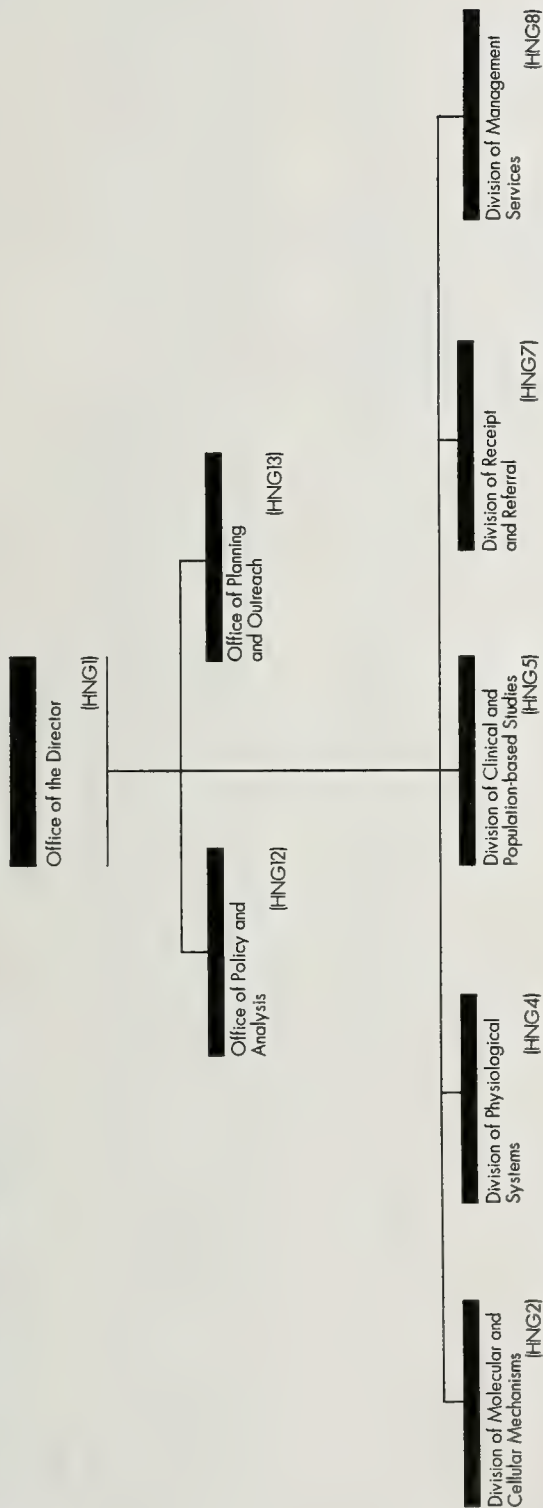 Office of the Director
(HNG1)
Office of Policy and
Analysis
(HNG12)
Office of Planning
and Outreach
(HNG13)
Division of Molecular and
Cellular Mechanisms
(HNG2)
Division of Physiological
Systems
(HNG4)
Division of Clinical and
Population-based Studies
(HNG5)
Division of Receipt
and Referral
(HNG7)
Division of Management
Services
(HNG8)